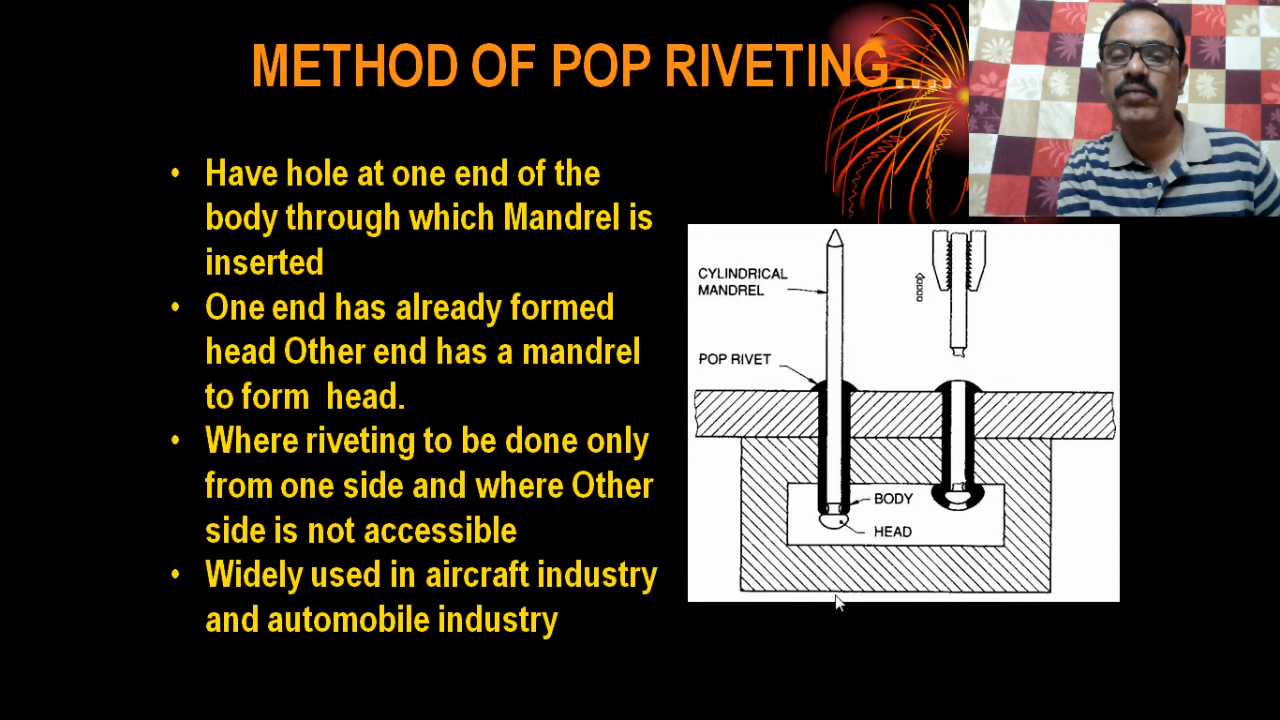 METHOD OF POP RIVETING....
• Have hole at one end of the
body through which Mandrel is
inserted
• One end has already formed
head Other end has a mandrel
to form head.
• Where riveting to be done only
from one side and where Other
side is not accessible
• Widely used in aircraft industry
and automobile industry
CYLINDRICAL
MANDREL
POP RIVET
BODY
HEAD